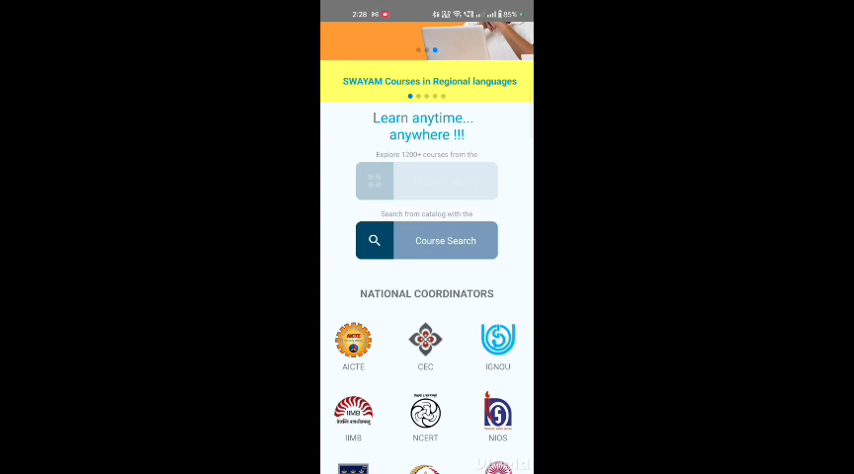 2:28
85%
SWAYAM Courses in Regional languages
Learn anytime...
anywhere !!!
Explore 1200+ courses from the
Search from catalog with the
Course Search
NATIONAL COORDINATORS
AICTE
CEC
IGNOU
IIMB
NCERT
NIOS